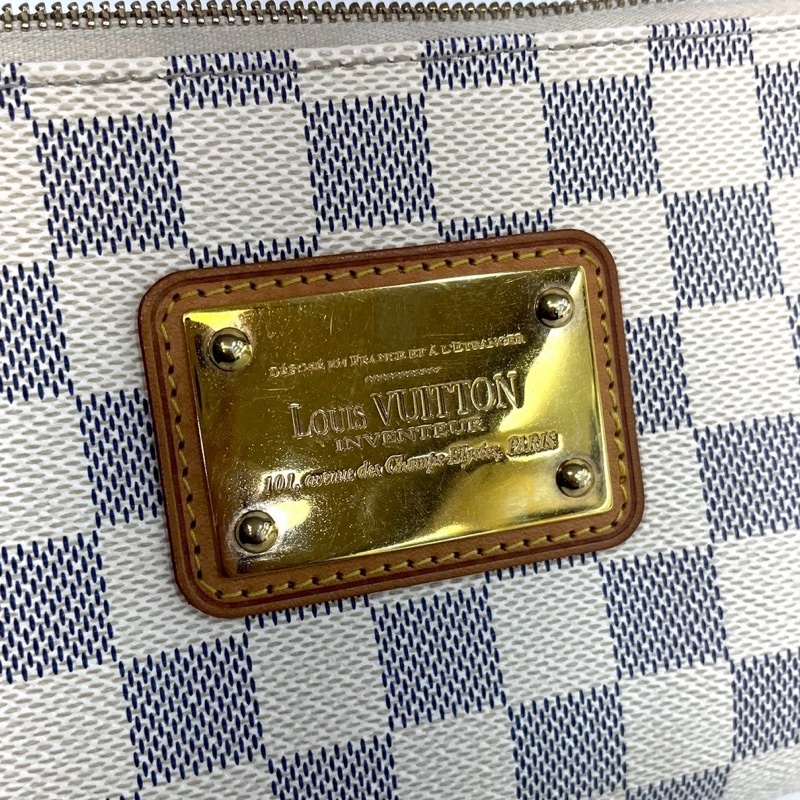 DÉPOSÉ EN FRANCE ET À L'ÉTRANGER
LOUIS VUITTON
INVENTEUR
101, avenue des Champs-Elysées, PARIS